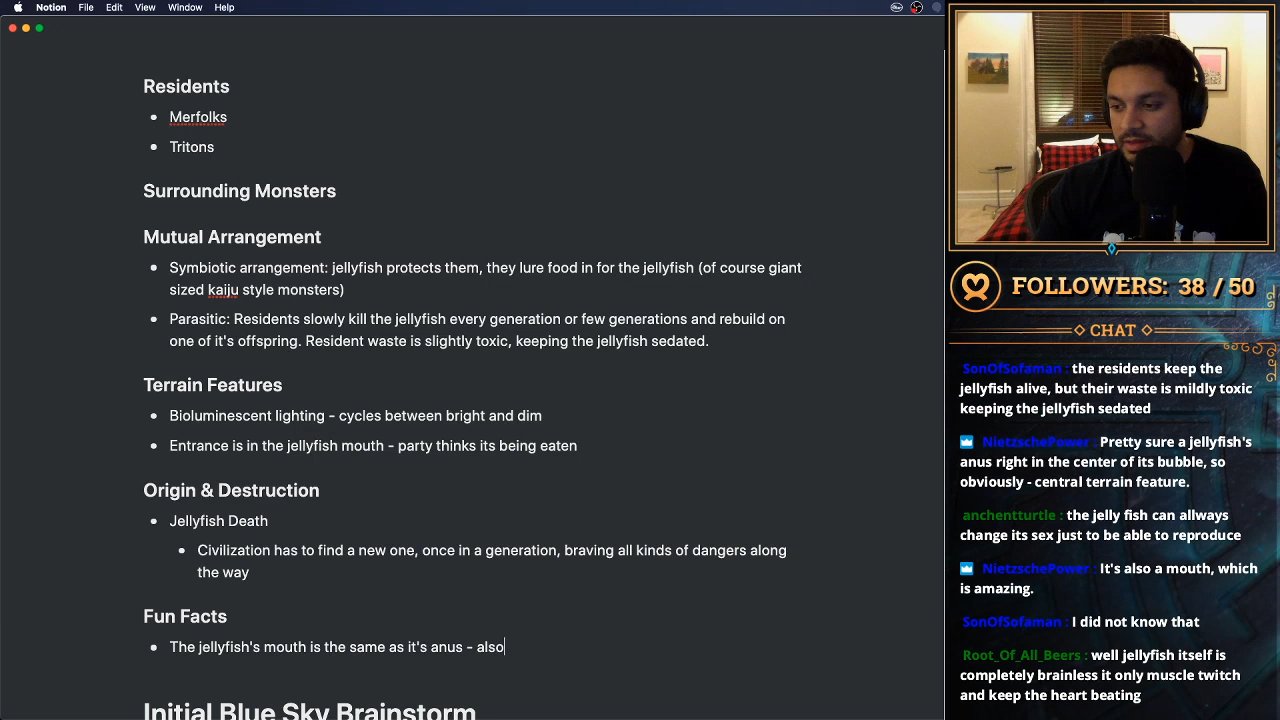 Notion File Edit View Window Help
Residents
Merfolks
Tritons
Surrounding Monsters
Mutual Arrangement
Symbiotic arrangement: jellyfish protects them, they lure food in for the jellyfish (of course giant
sized kaiju style monsters)
Parasitic: Residents slowly kill the jellyfish every generation or few generations and rebuild on
one of it's offspring. Resident waste is slightly toxic, keeping the jellyfish sedated.
Terrain Features
Bioluminescent lighting - cycles between bright and dim
Entrance is in the jellyfish mouth - party thinks its being eaten
Origin & Destruction
Jellyfish Death
Civilization has to find a new one, once in a generation, braving all kinds of dangers along
the way
Fun Facts
The jellyfish's mouth is the same as it's anus - also
Initial Blue Sky Brainstorm
FOLLOWERS: 38 / 50
CHAT
SonOfSofaman : the residents keep the
jellyfish alive, but their waste is mildly toxic
keeping the jellyfish sedated
NietzschePower : Pretty sure a jellyfish's
anus right in the center of its bubble, so
obviously - central terrain feature.
anchentturtle : the jelly fish can allways
change its sex just to be able to reproduce
NietzschePower : It's also a mouth, which
is amazing.
SonOfSofaman : I did not know that
Root_Of_All_Beers : well jellyfish itself is
completely brainless it only muscle twitch
and keep the heart beating